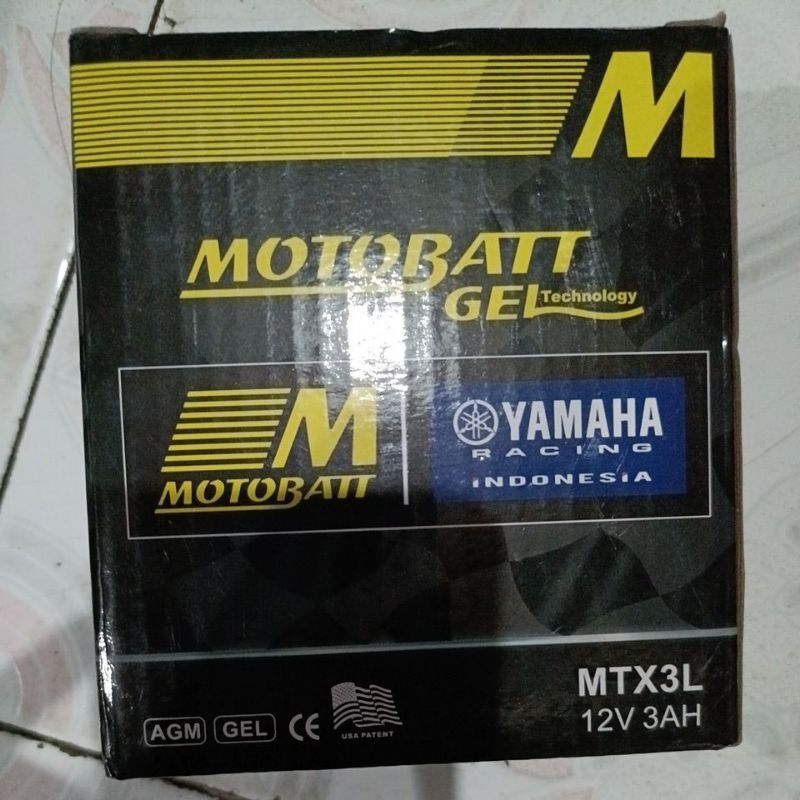 M
MOTOBATT
GEL Technology
M
MOTOBATT
YAMAHA
RACING
INDONESIA
MTX3L
12V 3AH
AGM GEL CE
USA PATENT